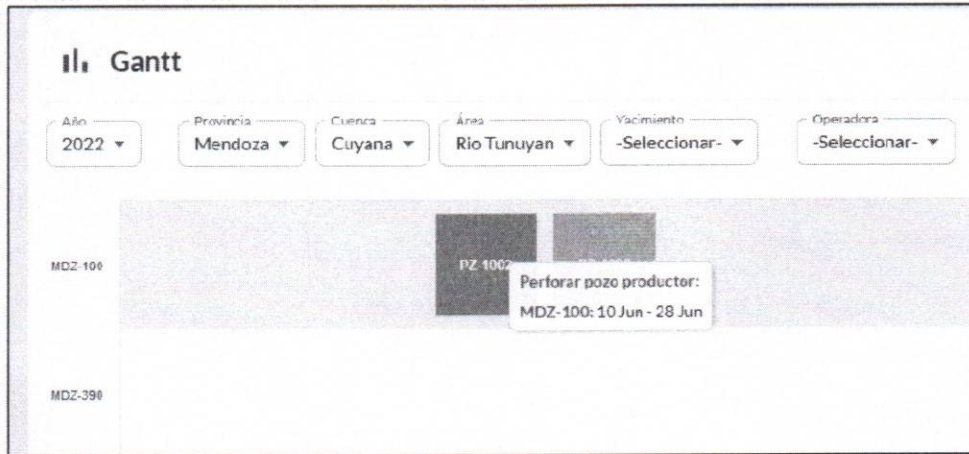 Gantt
Año Provincia Cuenca Área Yacimiento Operadora
2022 Mendoza Cuyana Rio Tunuyan -Seleccionar- -Seleccionar-
MDZ-100
PZ 1002
Perforar pozo productor:
MDZ-100: 10 Jun - 28 Jun
MDZ-390